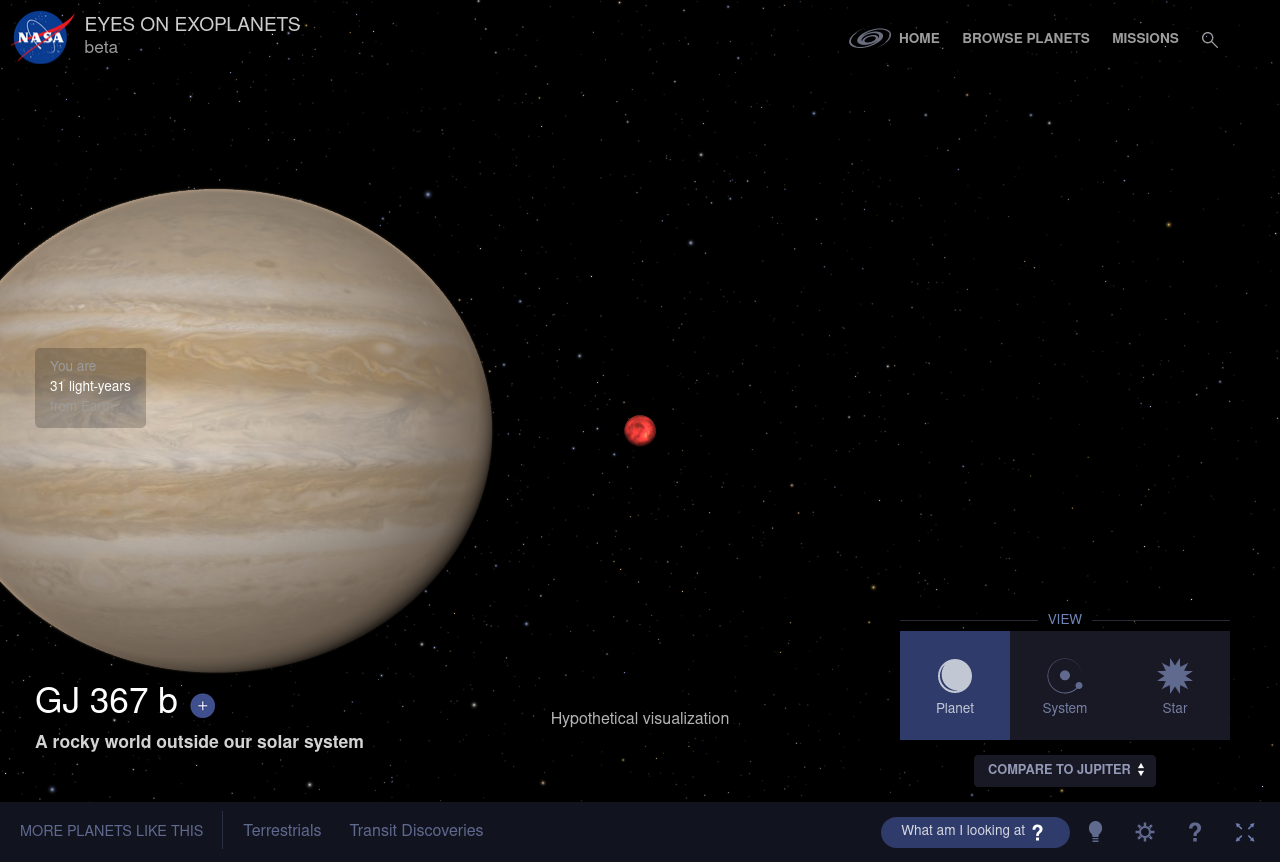 NASA
EYES ON EXOPLANETS
beta
HOME
BROWSE PLANETS
MISSIONS
You are
31 light-years
from Earth
GJ 367 b +
A rocky world outside our solar system
Hypothetical visualization
VIEW
Planet
System
Star
COMPARE TO JUPITER
MORE PLANETS LIKE THIS
Terrestrials
Transit Discoveries
What am I looking at ?
?